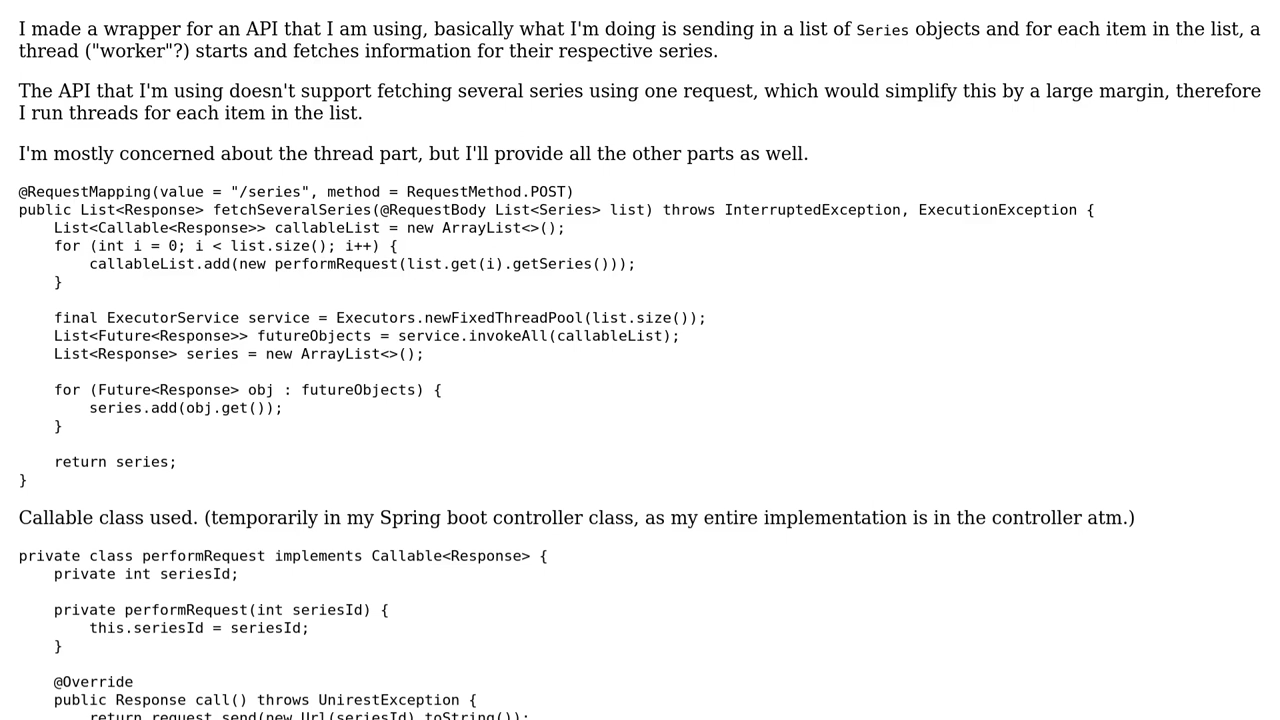 I made a wrapper for an API that I am using, basically what I'm doing is sending in a list of Series objects and for each item in the list, a
thread ("worker"?) starts and fetches information for their respective series.
The API that I'm using doesn't support fetching several series using one request, which would simplify this by a large margin, therefore
I run threads for each item in the list.
I'm mostly concerned about the thread part, but I'll provide all the other parts as well.
@RequestMapping(value = "/series", method = RequestMethod.POST)
public List<Response> fetchSeveralSeries(@RequestBody List<Series> list) throws InterruptedException, ExecutionException {
    List<Callable<Response>> callableList = new ArrayList<>();
    for (int i = 0; i < list.size(); i++) {
        callableList.add(new performRequest(list.get(i).getSeries()));
    }
    final ExecutorService service = Executors.newFixedThreadPool(list.size());
    List<Future<Response>> futureObjects = service.invokeAll(callableList);
    List<Response> series = new ArrayList<>();
    for (Future<Response> obj : futureObjects) {
        series.add(obj.get());
    }
    return series;
}
Callable class used. (temporarily in my Spring boot controller class, as my entire implementation is in the controller atm.)
private class performRequest implements Callable<Response> {
    private int seriesId;
    private performRequest(int seriesId) {
        this.seriesId = seriesId;
    }
    @Override
    public Response call() throws UnirestException {
        return request.send(new Url(seriesId).toString());